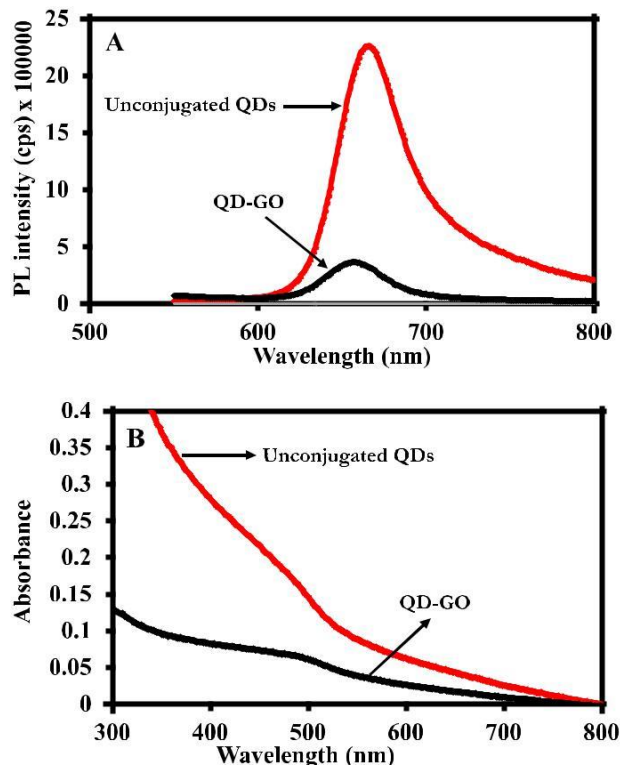 25
A
20
Unconjugated QDs
15
QD-GO
10
5
0
500 600 700 800
Wavelength (nm)
PL intensity (cps) x 100000
0.4
B
Unconjugated QDs
0.35
0.3
0.25
0.2
QD-GO
0.15
0.1
0.05
0
300 400 500 600 700 800
Wavelength (nm)
Absorbance